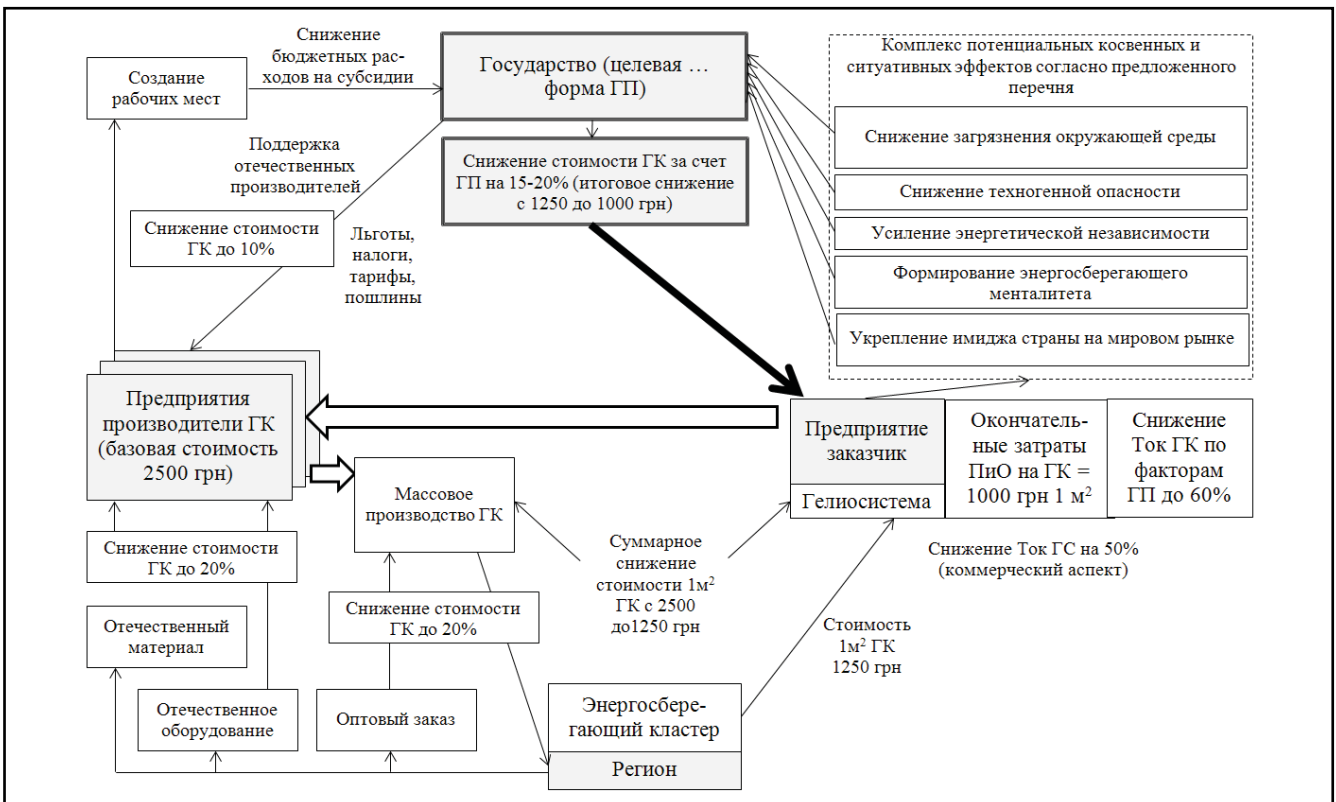 Снижение
бюджетных рас-
ходов на субсидии
Создание
рабочих мест
Государство (целевая …
форма ГП)
Комплекс потенциальных косвенных и
ситуативных эффектов согласно предложенного
перечня
Снижение загрязнения окружающей среды
Снижение техногенной опасности
Усиление энергетической независимости
Формирование энергосберегающего
менталитета
Укрепление имиджа страны на мировом рынке
Поддержка
отечественных
производителей
Снижение стоимости ГК за счет
ГП на 15-20% (итоговое снижение
с 1250 до 1000 грн)
Снижение стоимости
ГК до 10%
Льготы,
налоги,
тарифы,
пошлины
Предприятия
производители ГК
(базовая стоимость
2500 грн)
Предприятие
заказчик
Гелиосистема
Окончатель-
ные затраты
ПиО на ГК =
1000 грн 1 м²
Снижение
Ток ГК по
факторам
ГП до 60%
Массовое
производство ГК
Снижение стоимости
ГК до 20%
Суммарное
снижение
стоимости 1м²
ГК с 2500
до1250 грн
Снижение Ток ГС на 50%
(коммерческий аспект)
Снижение стоимости
ГК до 20%
Отечественный
материал
Стоимость
1м² ГК
1250 грн
Отечественное
оборудование
Оптовый заказ
Энергосбере-
гающий кластер
Регион